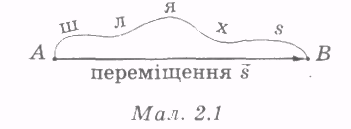 ш л я х s
A B
переміщення s⃗
Мал. 2.1